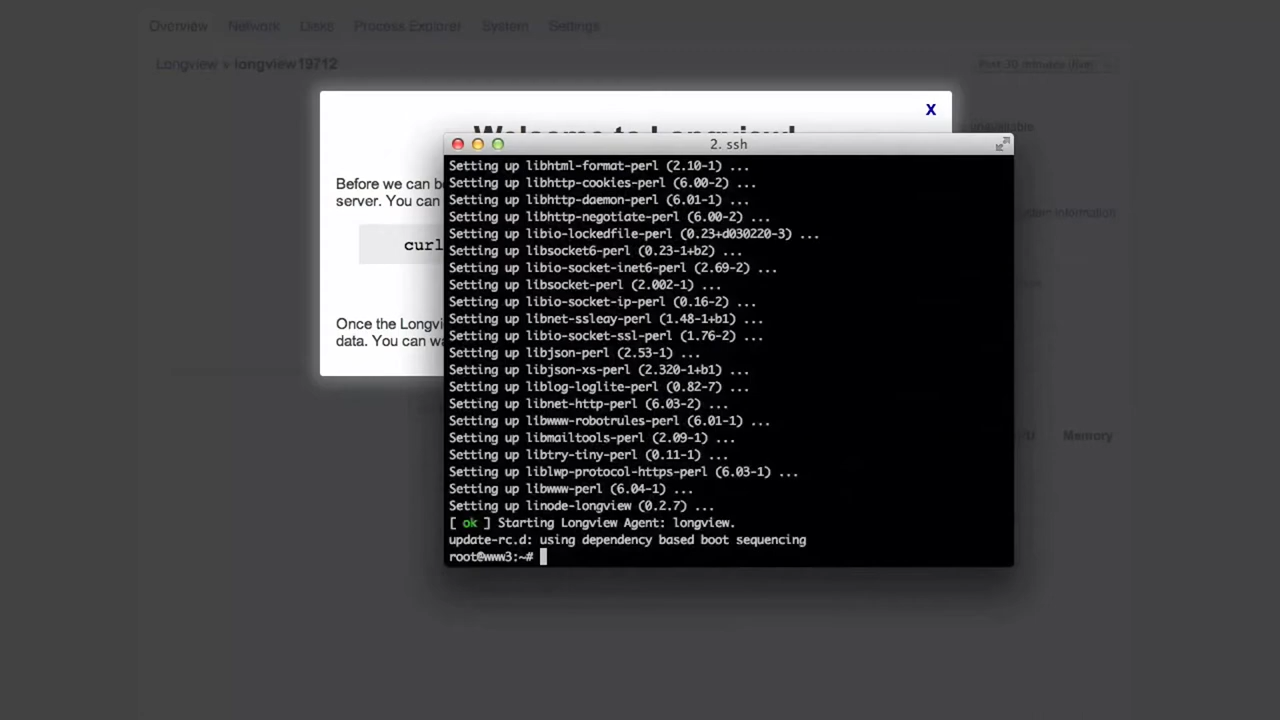 Overview Network Disks Process Explorer System Settings
Longview v longview19712
Past 30 minutes (live)
X
Welcome to Longview!
2. ssh
Before we can be
server. You can
curl
Once the Longvi
data. You can wa
Setting up libhtml-format-perl (2.10-1) ...
Setting up libhttp-cookies-perl (6.00-2) ...
Setting up libhttp-daemon-perl (6.01-1) ...
Setting up libhttp-negotiate-perl (6.00-2) ...
Setting up libio-lockedfile-perl (0.23+d030220-3) ...
Setting up libsocket6-perl (0.23-1+b2) ...
Setting up libio-socket-inet6-perl (2.69-2) ...
Setting up libsocket-perl (2.002-1) ...
Setting up libio-socket-ip-perl (0.16-2) ...
Setting up libnet-ssleay-perl (1.48-1+b1) ...
Setting up libio-socket-ssl-perl (1.76-2) ...
Setting up libjson-perl (2.53-1) ...
Setting up libjson-xs-perl (2.320-1+b1) ...
Setting up liblog-loglite-perl (0.82-7) ...
Setting up libnet-http-perl (6.03-2) ...
Setting up libwww-robotrules-perl (6.01-1) ...
Setting up libmailtools-perl (2.09-1) ...
Setting up libtry-tiny-perl (0.11-1) ...
Setting up liblwp-protocol-https-perl (6.03-1) ...
Setting up libwww-perl (6.04-1) ...
Setting up linode-longview (0.2.7) ...
[ ok ] Starting Longview Agent: longview.
update-rc.d: using dependency based boot sequencing
root@www3:~#
unavailable
information
Memory